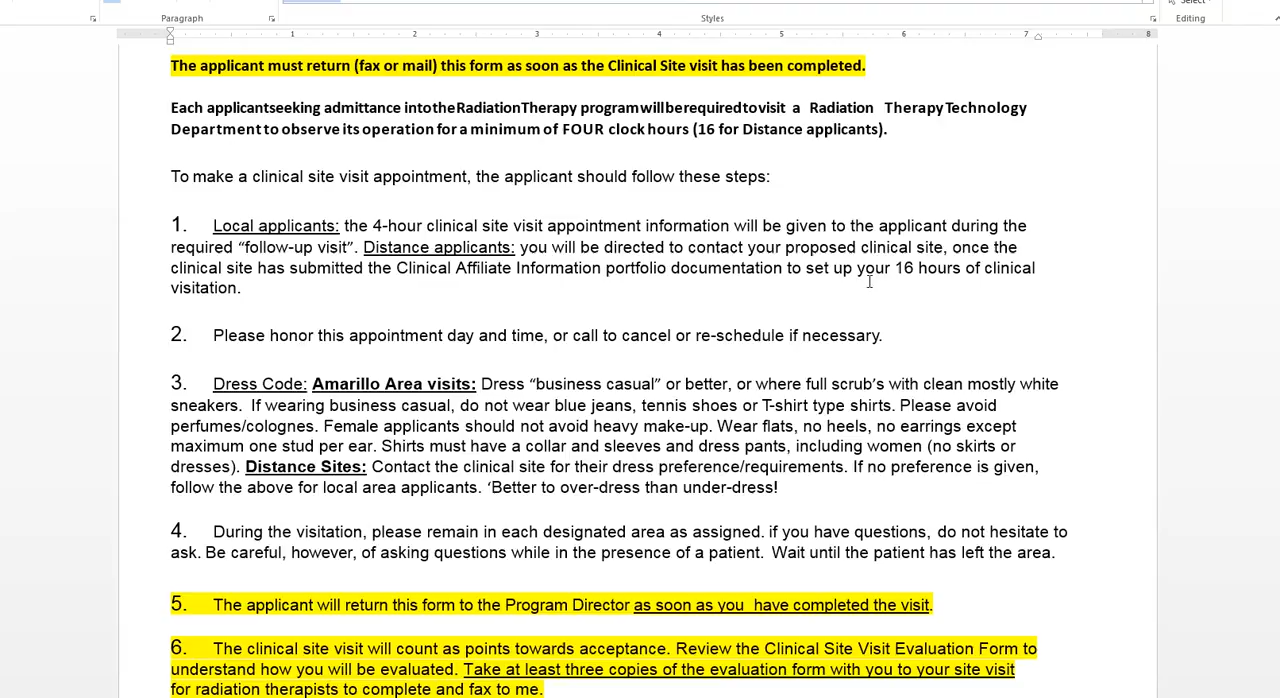 Select
Paragraph
Styles
Editing
1 2 3 4 5 6 7 8
The applicant must return (fax or mail) this form as soon as the Clinical Site visit has been completed.
Each applicantseeking admittance intotheRadiationTherapy programwillberequiredtovisit a Radiation TherapyTechnology
Departmentto observe its operation for a minimum of FOUR clock hours (16 for Distance applicants).
To make a clinical site visit appointment, the applicant should follow these steps:
1. Local applicants: the 4-hour clinical site visit appointment information will be given to the applicant during the
required “follow-up visit”. Distance applicants: you will be directed to contact your proposed clinical site, once the
clinical site has submitted the Clinical Affiliate Information portfolio documentation to set up your 16 hours of clinical
visitation.
2. Please honor this appointment day and time, or call to cancel or re-schedule if necessary.
3. Dress Code: Amarillo Area visits: Dress “business casual” or better, or where full scrub’s with clean mostly white
sneakers. If wearing business casual, do not wear blue jeans, tennis shoes or T-shirt type shirts. Please avoid
perfumes/colognes. Female applicants should not avoid heavy make-up. Wear flats, no heels, no earrings except
maximum one stud per ear. Shirts must have a collar and sleeves and dress pants, including women (no skirts or
dresses). Distance Sites: Contact the clinical site for their dress preference/requirements. If no preference is given,
follow the above for local area applicants. ‘Better to over-dress than under-dress!
4. During the visitation, please remain in each designated area as assigned. if you have questions, do not hesitate to
ask. Be careful, however, of asking questions while in the presence of a patient. Wait until the patient has left the area.
5. The applicant will return this form to the Program Director as soon as you have completed the visit.
6. The clinical site visit will count as points towards acceptance. Review the Clinical Site Visit Evaluation Form to
understand how you will be evaluated. Take at least three copies of the evaluation form with you to your site visit
for radiation therapists to complete and fax to me.